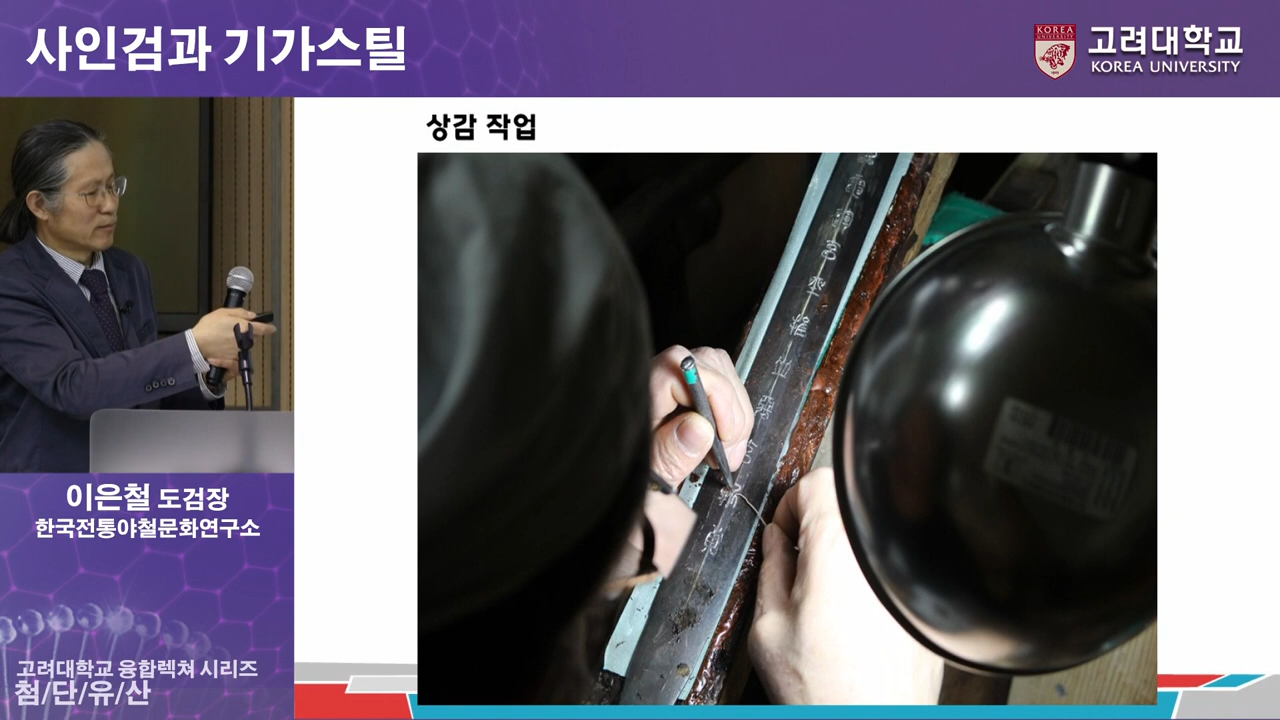 사인검과 기가스틸
KOREA
UNIVERSITY
고려대학교
KOREA UNIVERSITY
상감 작업
이은철 도검장
한국전통야철문화연구소
고려대학교 융합렉쳐 시리즈
첨/단/유/산